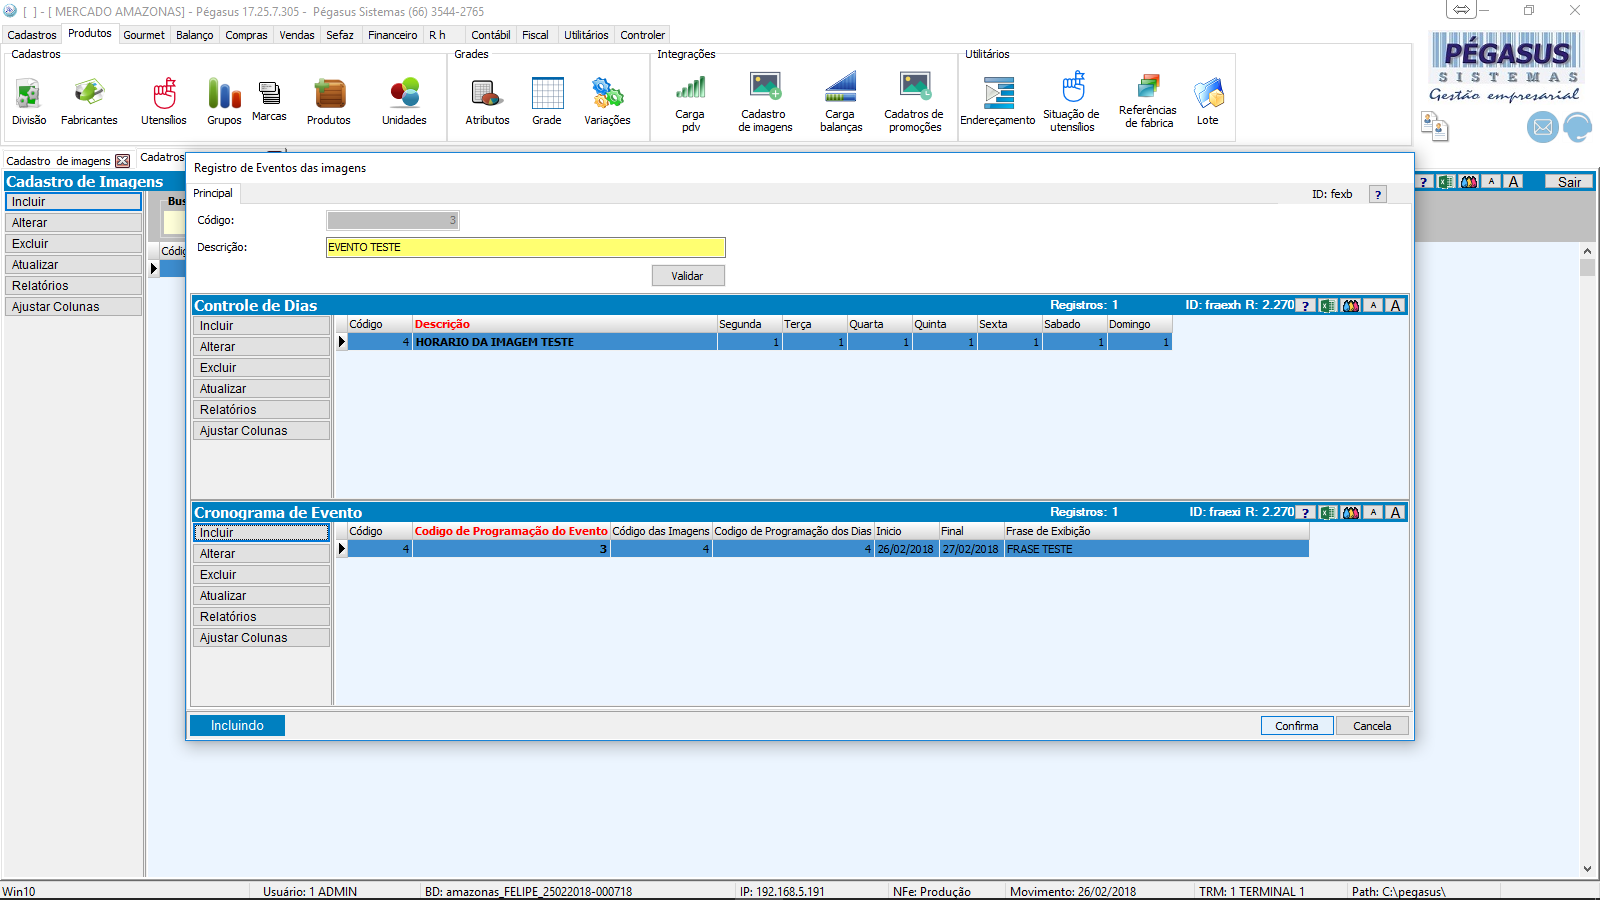 [  ] - [ MERCADO AMAZONAS] - Pégasus 17.25.7.305 -  Pégasus Sistemas (66) 3544-2765
Cadastros Produtos Gourmet Balanço Compras Vendas Sefaz Financeiro R h Contábil Fiscal Utilitários Controler
Cadastros Grades Integrações Utilitários
Divisão Fabricantes Utensílios Grupos Marcas Produtos Unidades Atributos Grade Variações Carga pdv Cadastro de imagens Carga balanças Cadatros de promoções Endereçamento Situação de utensílios Referências de fabrica Lote
PÉGASUS
SISTEMAS
Gestão empresarial
Cadastro de imagens Cadatros
Cadastro de Imagens
? A A Sair
Incluir
Alterar
Excluir
Atualizar
Relatórios
Ajustar Colunas
Bus
Códig
Registro de Eventos das imagens
Principal
ID: fexb ?
Código: 3
Descrição: EVENTO TESTE
Validar
Controle de Dias Registros: 1 ID: fraexh R: 2.270 ? A A
Incluir
Alterar
Excluir
Atualizar
Relatórios
Ajustar Colunas
Código Descrição Segunda Terça Quarta Quinta Sexta Sabado Domingo
4 HORARIO DA IMAGEM TESTE 1 1 1 1 1 1 1
Cronograma de Evento Registros: 1 ID: fraexi R: 2.270 ? A A
Incluir
Alterar
Excluir
Atualizar
Relatórios
Ajustar Colunas
Código Codigo de Programação do Evento Código das Imagens Codigo de Programação dos Dias Inicio Final Frase de Exibição
4 3 4 4 26/02/2018 27/02/2018 FRASE TESTE
Incluindo
Confirma Cancela
Win10 Usuário: 1 ADMIN BD: amazonas_FELIPE_25022018-000718 IP: 192.168.5.191 NFe: Produção Movimento: 26/02/2018 TRM: 1 TERMINAL 1 Path: C:\pegasus\